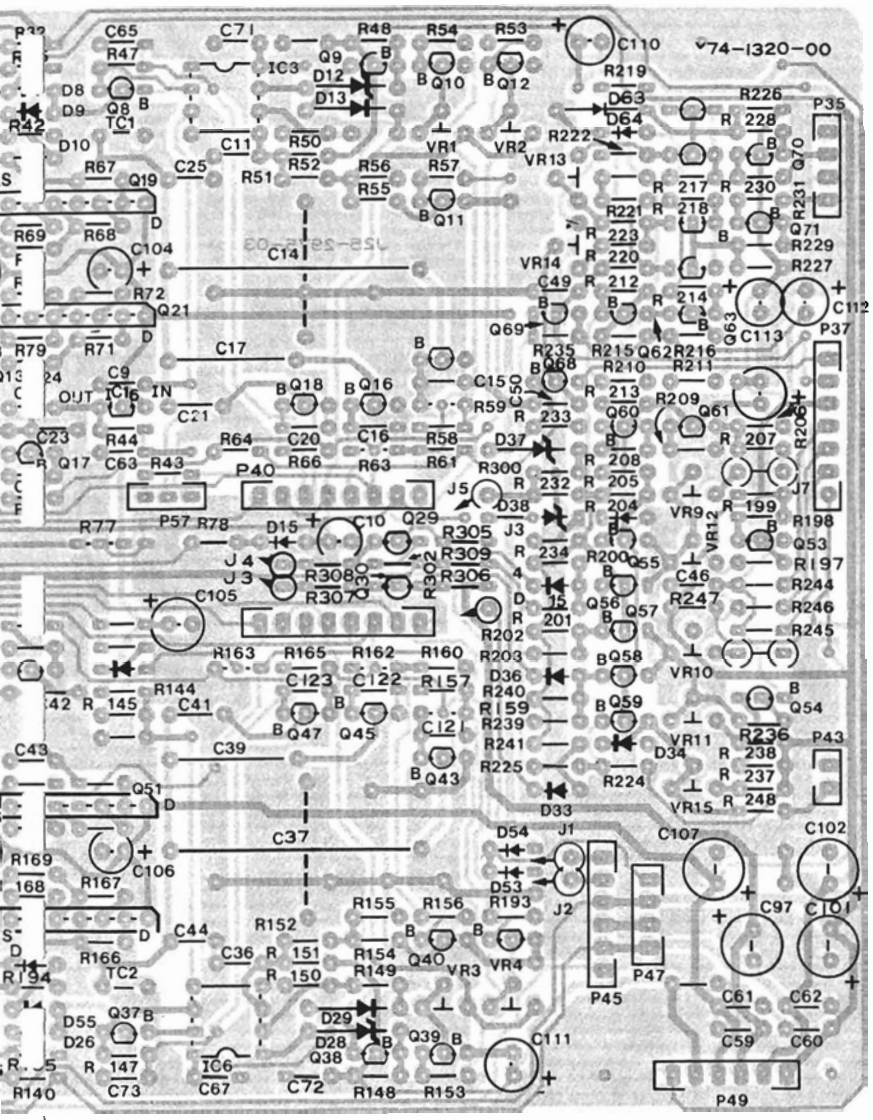 C65 C71 R48 R54 R53 C110 V74-1320-00
R47 IC3 Q9 B B B
D8 D12 Q10 Q12 R219
D9 Q8 B D13 D63 R226 P35
R42 TC1 D64 R 228
D10 C11 R50 VR1 VR2 R222 B Q70
R67 C25 R51 R52 R56 R57 VR13
S Q19 R55 R 217 R 218 230 R231
D B Q11 R221 B Q71
R69 R68 C104 J25-2975-03 R 223 B R229
C14 VR14 220 R227
R72 C49 R 212 214
Q21 B B R B Q63 C112
D Q69 P37
R79 R71 C17 B R235 R215 Q62 R216 C113
C9 Q68 R210 R211
OUT IC16 IN B Q18 B Q16 C15 C50 B R 213 R209
C21 R59 R 233 Q60 Q61 R206
C23 R44 R64 C20 C16 R58 D37 B B R 207
Q17 C63 R43 R66 R63 R61 R300 R 208
P40 J5 R 232 R 205 J7
P57 D38 R 204 VR9 VR12 R 199 R198
R77 R78 D15 C10 Q29 R305 J3 B Q53
J4 R309 R 234 R200 Q55 R197
J3 R308 Q30 R302 R306 4 B C46 R244
R307 D 15 Q56 Q57 R247 R246
C105 R 201 B R245
R202
R163 R165 R162 R160 R203 B Q58
C123 C122 R157 D36 VR10 B
C42 R144 R240 Q59 Q54
R 145 C41 R159 B
B Q47 B Q45 C121 R239 R236
C43 C39 R241 D34 VR11 R 238 P43
B Q43 R225 R224 237
Q51 D D33 VR15 R 248
D54 J1 C107 C102
R169 C37
168 R167 C106 D53
R155 R156 R193 J2 C97 C101
S D C44 R152
D R166 C36 R 151 R154 B B
R194 TC2 R 150 R149 Q40 VR3 VR4 P47
P45 C61 C62
D55 Q37 B D29
D26 D28 B Q39 B C111 C59 C60
R 147 IC6 Q38
R140 C73 C67 C72 R148 R153 P49